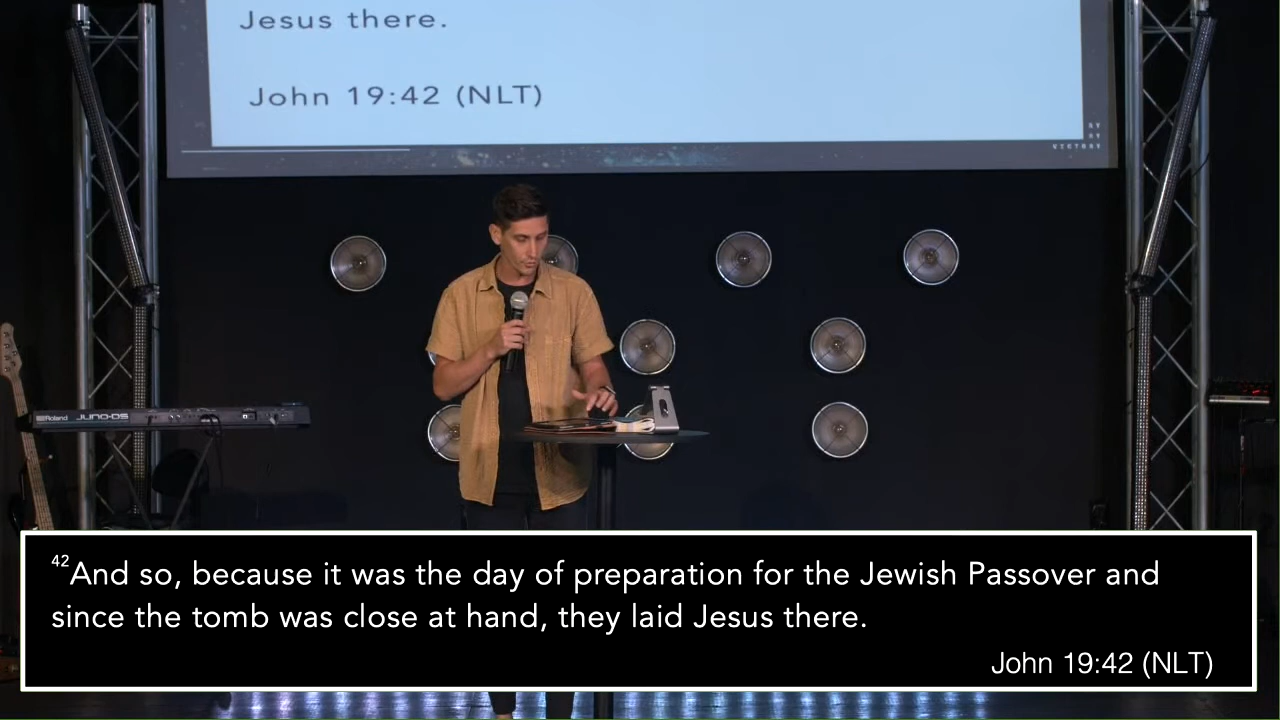 Jesus there.
John 19:42 (NLT)
VICTORY
Roland JUNO-DS
42And so, because it was the day of preparation for the Jewish Passover and
since the tomb was close at hand, they laid Jesus there.
John 19:42 (NLT)